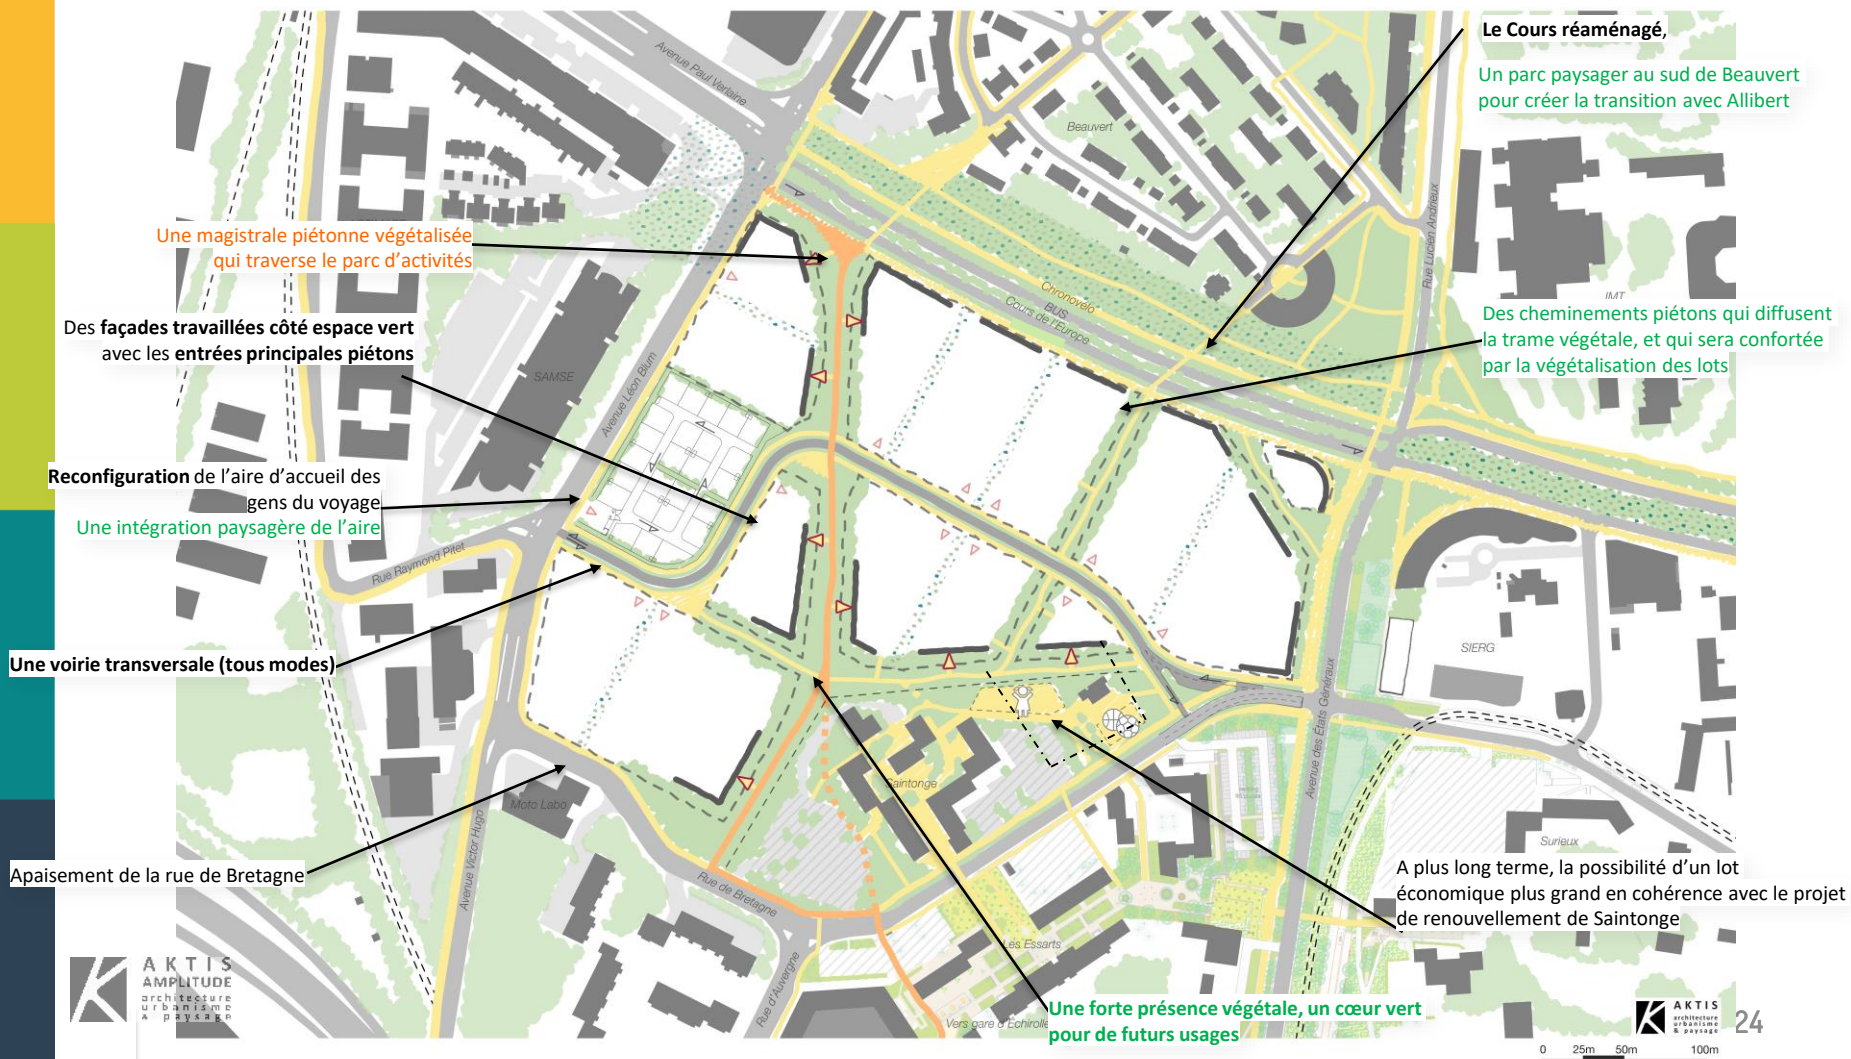 Le Cours réaménagé,
Un parc paysager au sud de Beauvert
pour créer la transition avec Allibert
Avenue Paul Verlaine
Beauvert
Rue Lucien Andrieux
IMT
Une magistrale piétonne végétalisée
qui traverse le parc d’activités
Chronovélo
BUS
Cours de l'Europe
Des cheminements piétons qui diffusent
la trame végétale, et qui sera confortée
par la végétalisation des lots
Des façades travaillées côté espace vert
avec les entrées principales piétons
SAMSE
Avenue Léon Blum
Reconfiguration de l’aire d’accueil des
gens du voyage
Une intégration paysagère de l’aire
Rue Raymond Pitet
Une voirie transversale (tous modes)
SIERG
Avenue des États Généraux
Saintonge
Moto Labo
Avenue Victor Hugo
Surieux
Apaisement de la rue de Bretagne
Rue de Bretagne
A plus long terme, la possibilité d’un lot
économique plus grand en cohérence avec le projet
de renouvellement de Saintonge
Les Essarts
Rue d'Auvergne
Vers gare d'Echirolle
Une forte présence végétale, un cœur vert
pour de futurs usages
AKTIS
AMPLITUDE
architecture
urbanisme
& paysage
AKTIS
architecture
urbanisme
& paysage
24
0 25m 50m 100m